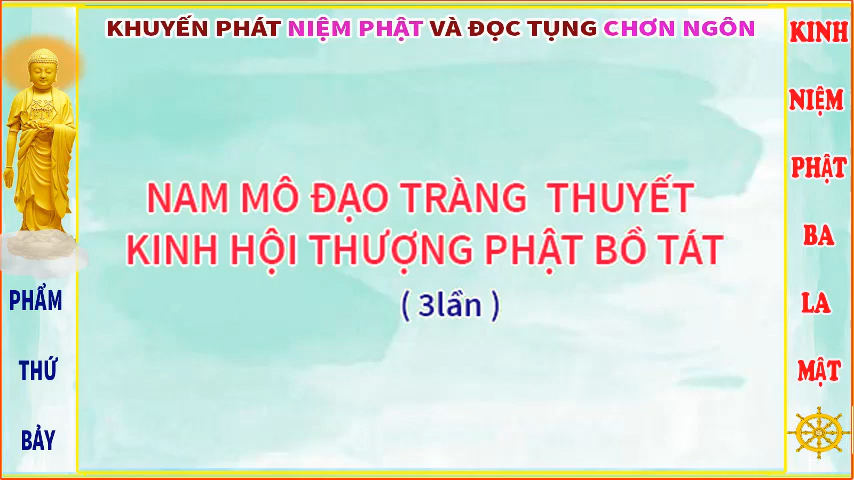 KHUYẾN PHÁT NIỆM PHẬT VÀ ĐỌC TỤNG CHƠN NGÔN
NAM MÔ ĐẠO TRÀNG THUYẾT
KINH HỘI THƯỢNG PHẬT BỒ TÁT
( 3lần )
PHẨM
THỨ
BẢY
KINH
NIỆM
PHẬT
BA
LA
MẬT